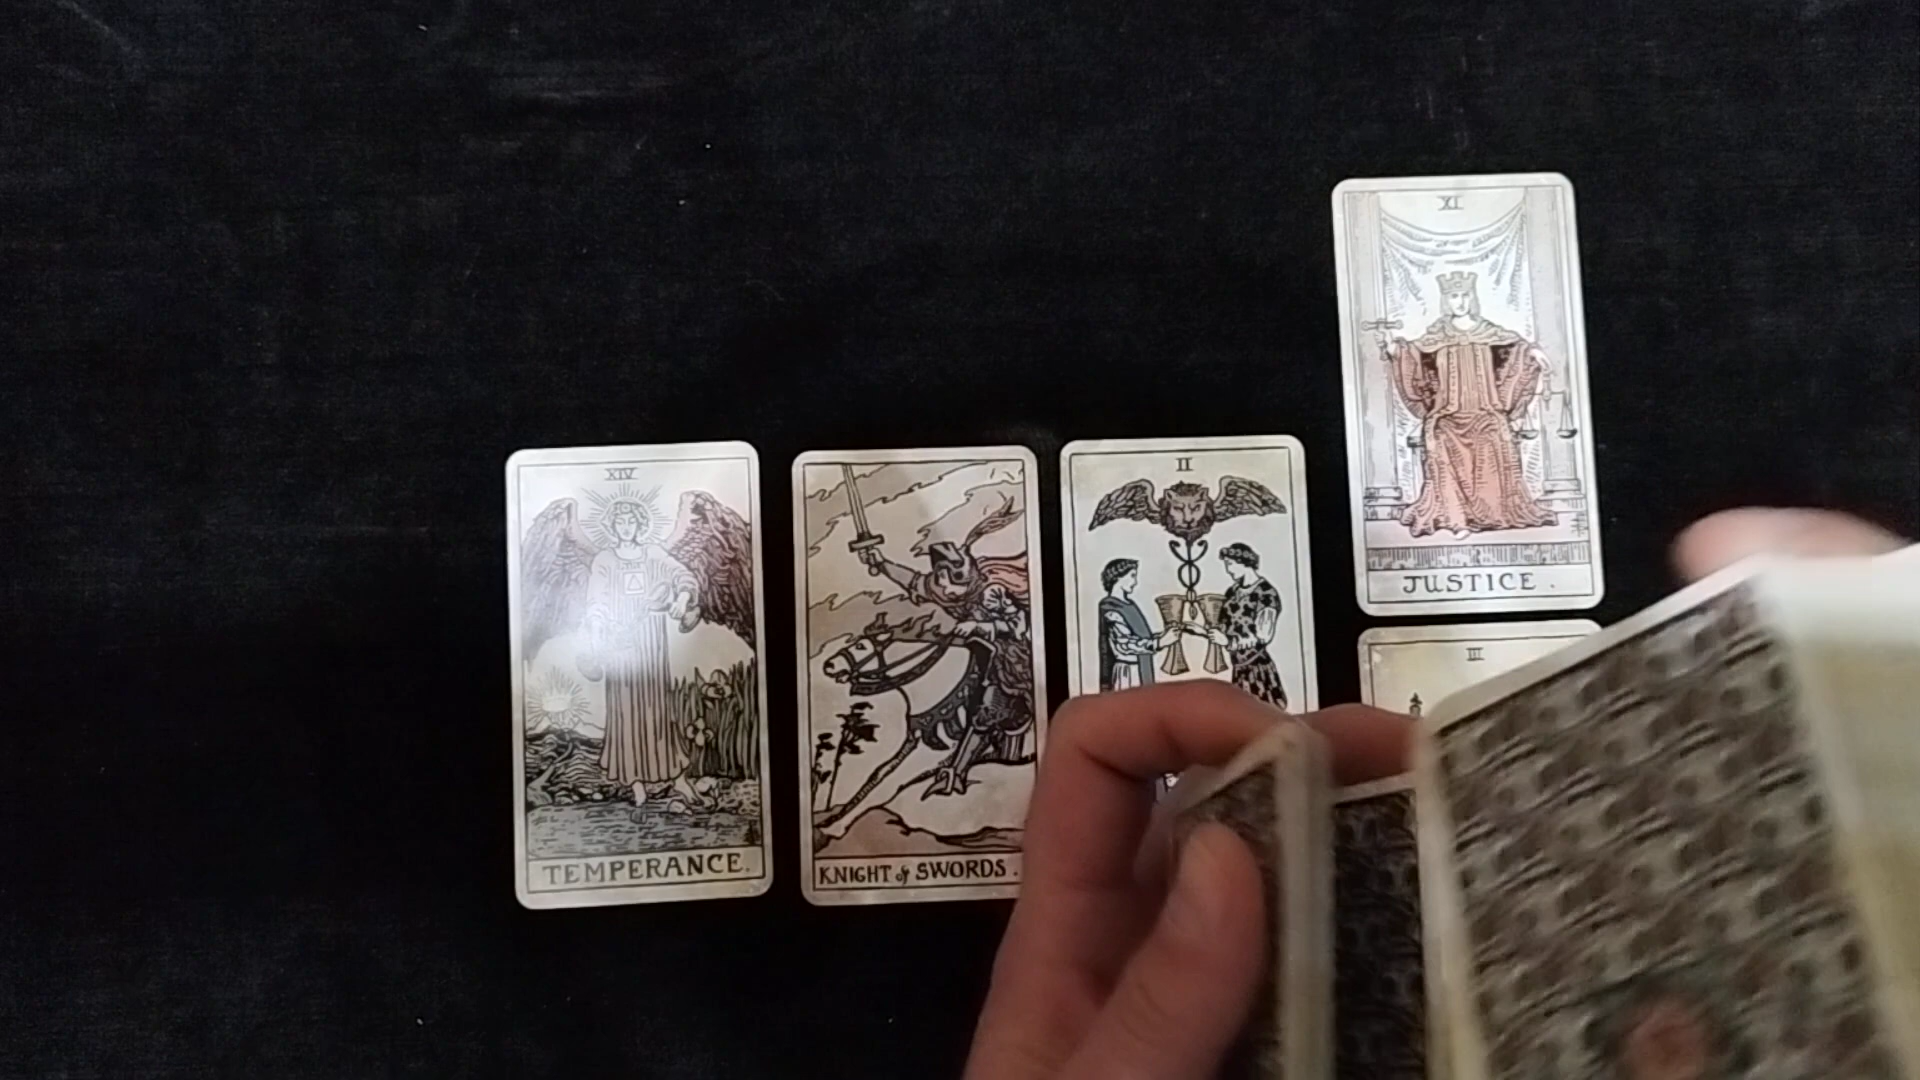 XI
JUSTICE.
XIV
TEMPERANCE.
KNIGHT of SWORDS.
II
III